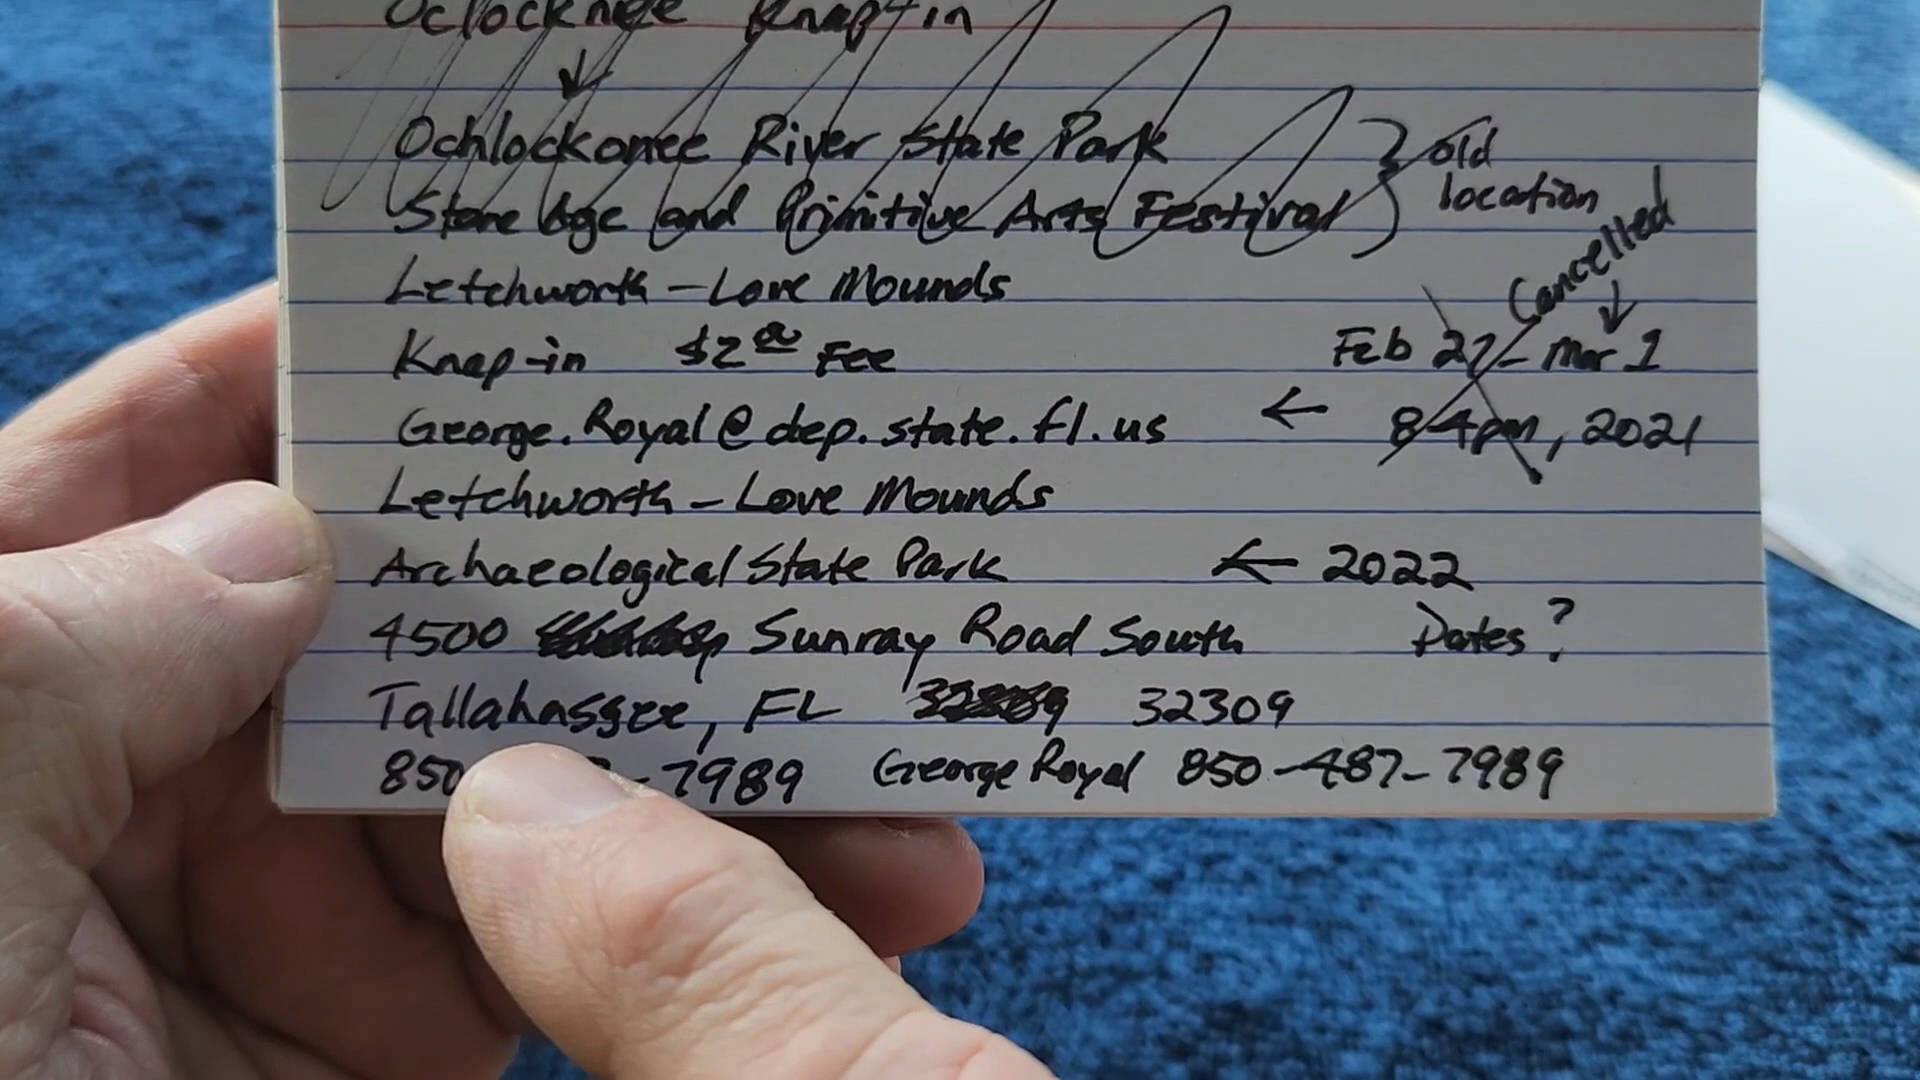 Oclocknee Knap-in
↓
Ochlockonee River State Park } old
Stone Age and Primitive Arts Festival location
Letchworth - Love Mounds Cancelled
↓
Knap-in $2 00 Fee Feb 27 - Mar 1
George.Royal@dep.state.fl.us ← 8-4pm, 2021
Letchworth - Love Mounds
Archaeological State Park ← 2022
4500 Sunray Road South Dates?
Tallahassee, FL 32309
850 -7989 George Royal 850-487-7989